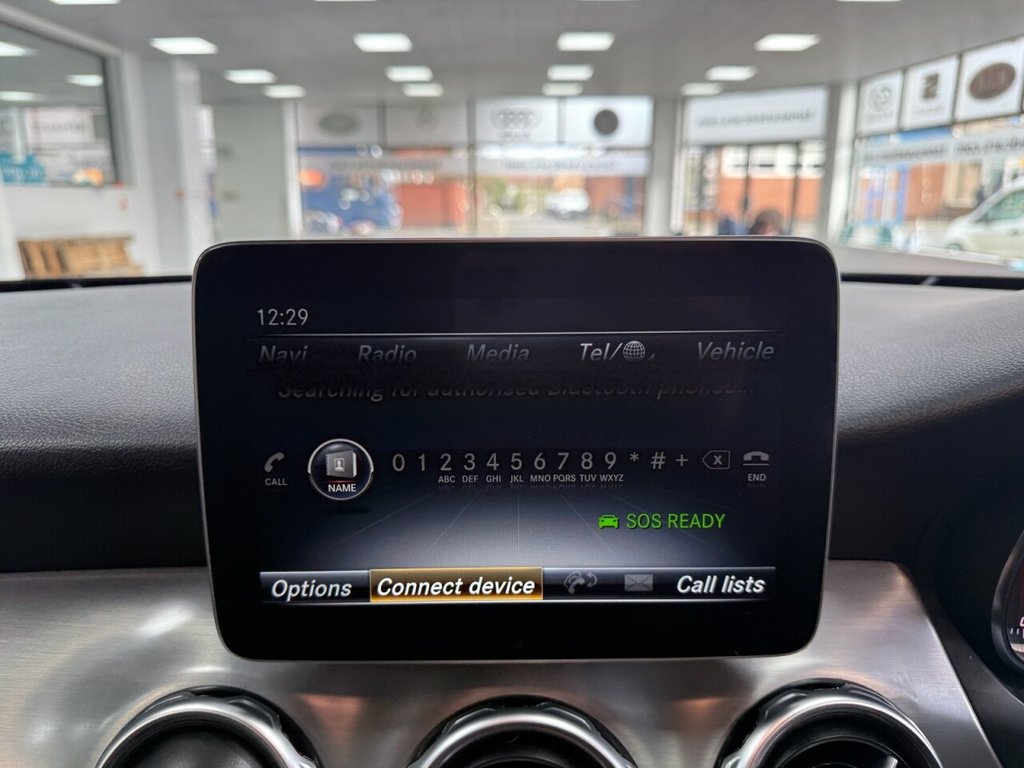 12:29
Navi Radio Media Tel/ Vehicle
Searching for authorised Bluetooth phones...
CALL NAME 0 1 2 3 4 5 6 7 8 9 * # + X END
ABC DEF GHI JKL MNO PQRS TUV WXYZ
SOS READY
Options Connect device Call lists